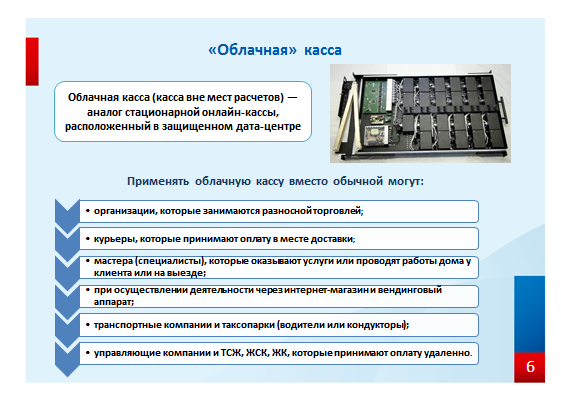 «Облачная» касса
Облачная касса (касса вне мест расчетов) —
аналог стационарной онлайн-кассы,
расположенный в защищенном дата-центре
Применять облачную кассу вместо обычной могут:
• организации, которые занимаются разносной торговлей;
• курьеры, которые принимают оплату в месте доставки;
• мастера (специалисты), которые оказывают услуги или проводят работы дома у
клиента или на выезде;
• при осуществлении деятельности через интернет-магазин и вендинговый
аппарат;
• транспортные компании и таксопарки (водители или кондукторы);
• управляющие компании и ТСЖ, ЖСК, ЖК, которые принимают оплату удаленно.
6